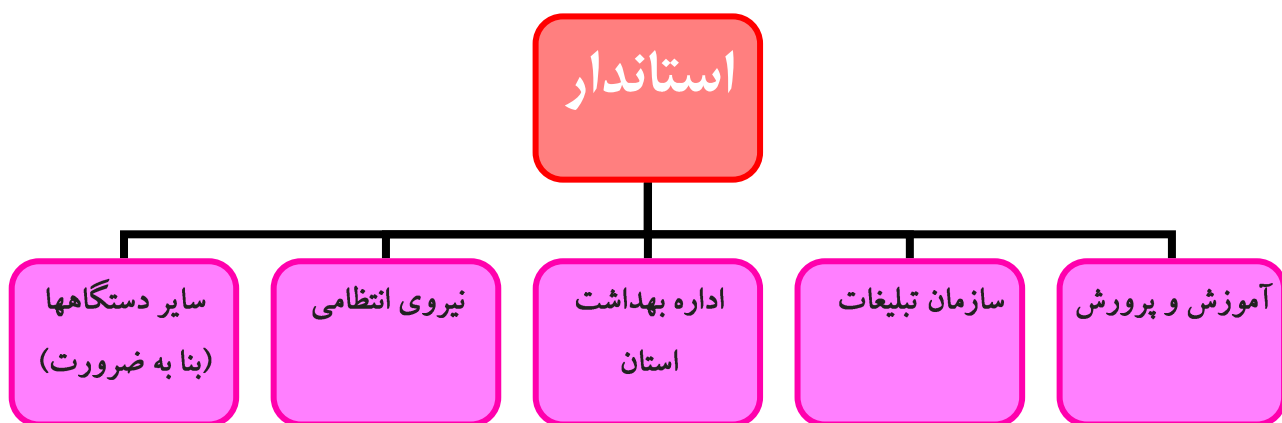 استاندار
آموزش و پرورش
سازمان تبلیغات
اداره بهداشت
استان
نیروی انتظامی
سایر دستگاهها
(بنا به ضرورت)